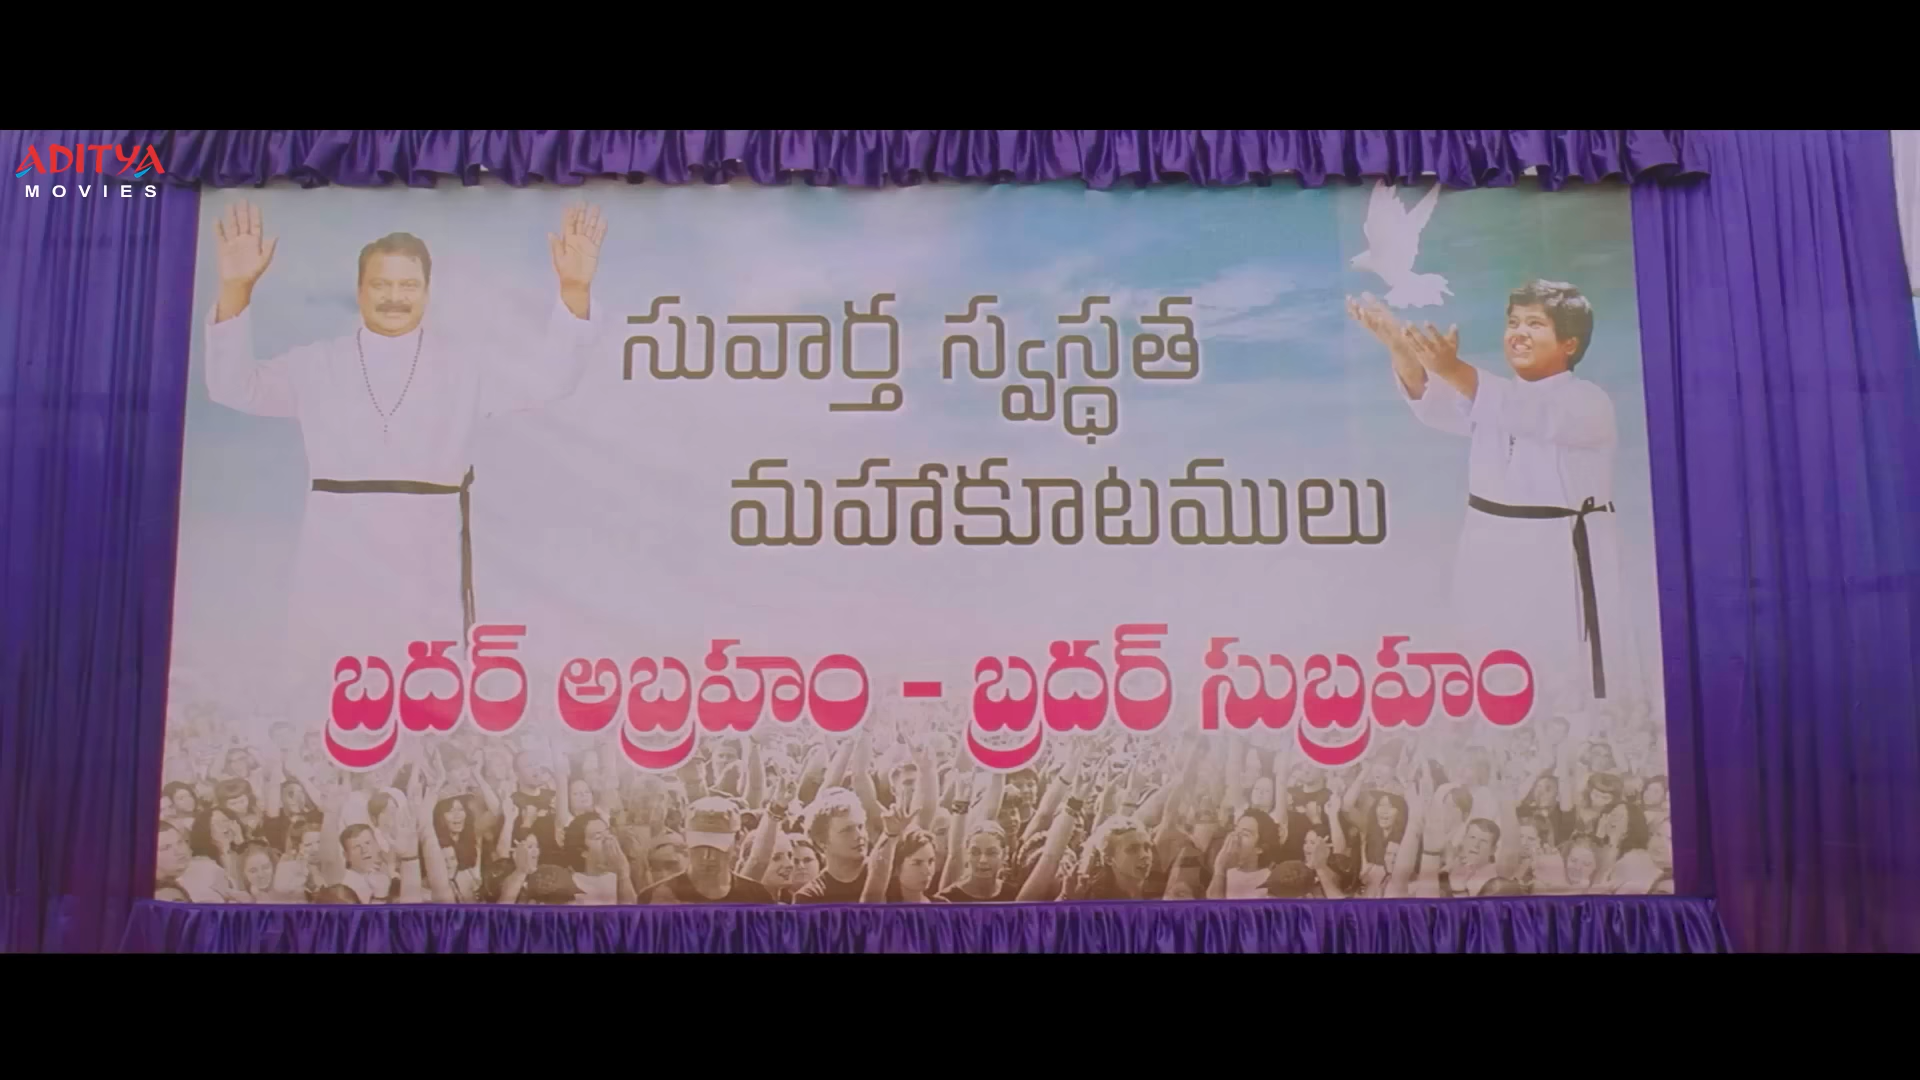 ADITYA
MOVIES
సువార్త స్వస్థత
మహాకూటములు
బ్రదర్ అబ్రహాం - బ్రదర్ సుబ్రహం